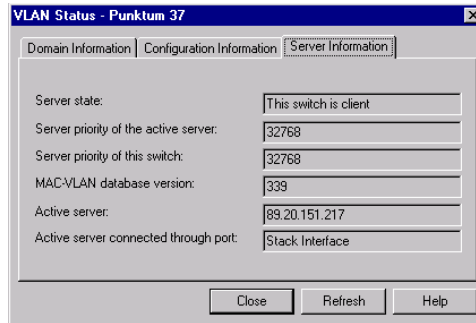 VLAN Status - Punktum 37
Domain Information Configuration Information Server Information
Server state: This switch is client
Server priority of the active server: 32768
Server priority of this switch: 32768
MAC-VLAN database version: 339
Active server: 89.20.151.217
Active server connected through port: Stack Interface
Close Refresh Help